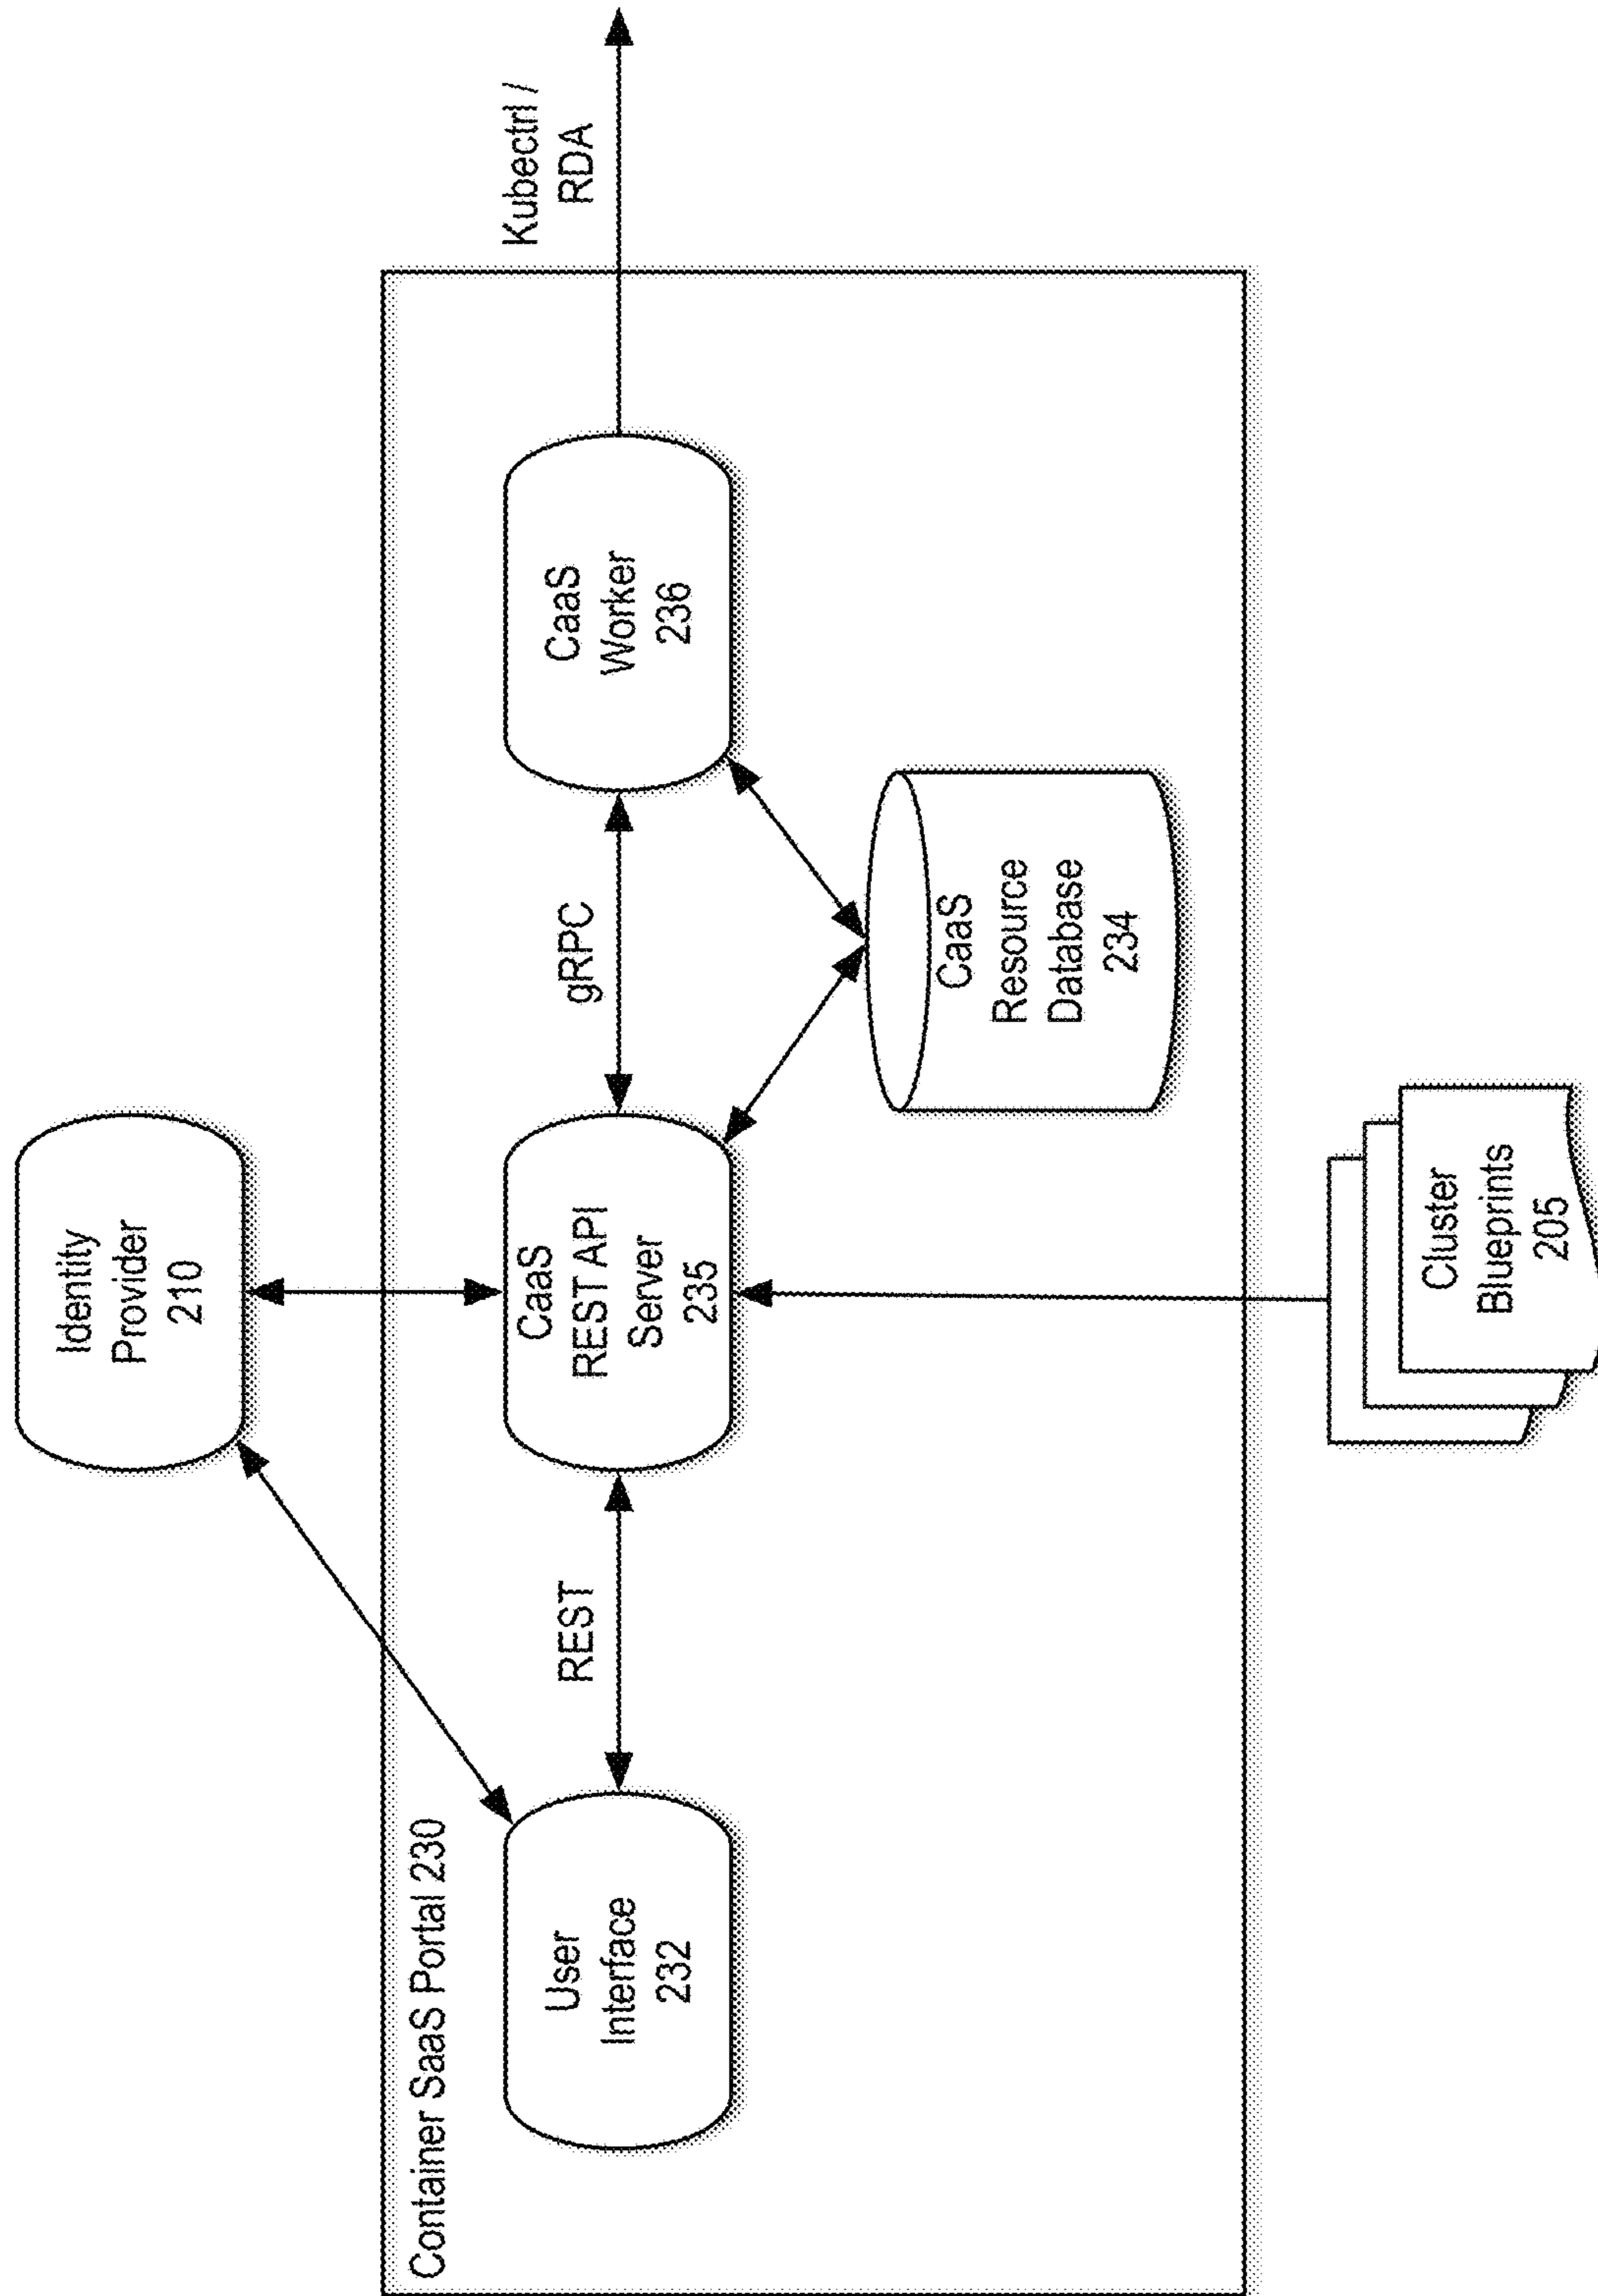 Identity
Provider
210
Container SaaS Portal 230
User
Interface
232
REST
CaaS
REST API
Server
235
gRPC
CaaS
Worker
236
Kubectrl /
RDA
CaaS
Resource
Database
234
Cluster
Blueprints
205